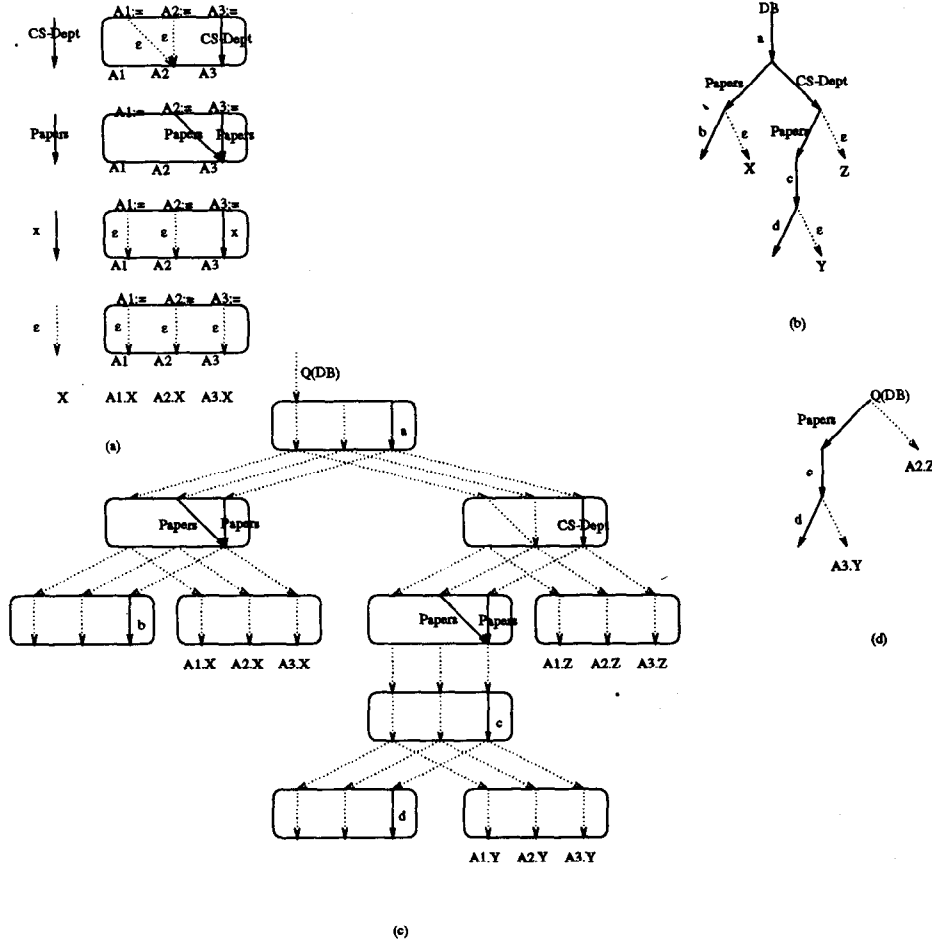 A1:= A2:= A3:=
CS-Dept ε ε CS-Dept
A1 A2 A3
A1:= A2:= A3:=
Papers Papers Papers
A1 A2 A3
A1:= A2:= A3:=
x ε ε x
A1 A2 A3
A1:= A2:= A3:=
ε ε ε ε
A1 A2 A3
X A1.X A2.X A3.X
(a)
DB
a
Papers CS-Dept
b ε Papers ε
X Z
c
d ε
Y
(b)
Q(DB)
a
Papers Papers CS-Dept
b Papers Papers
A1.X A2.X A3.X A1.Z A2.Z A3.Z
c
d
A1.Y A2.Y A3.Y
(c)
Q(DB)
Papers
A2.Z
c
d
A3.Y
(d)